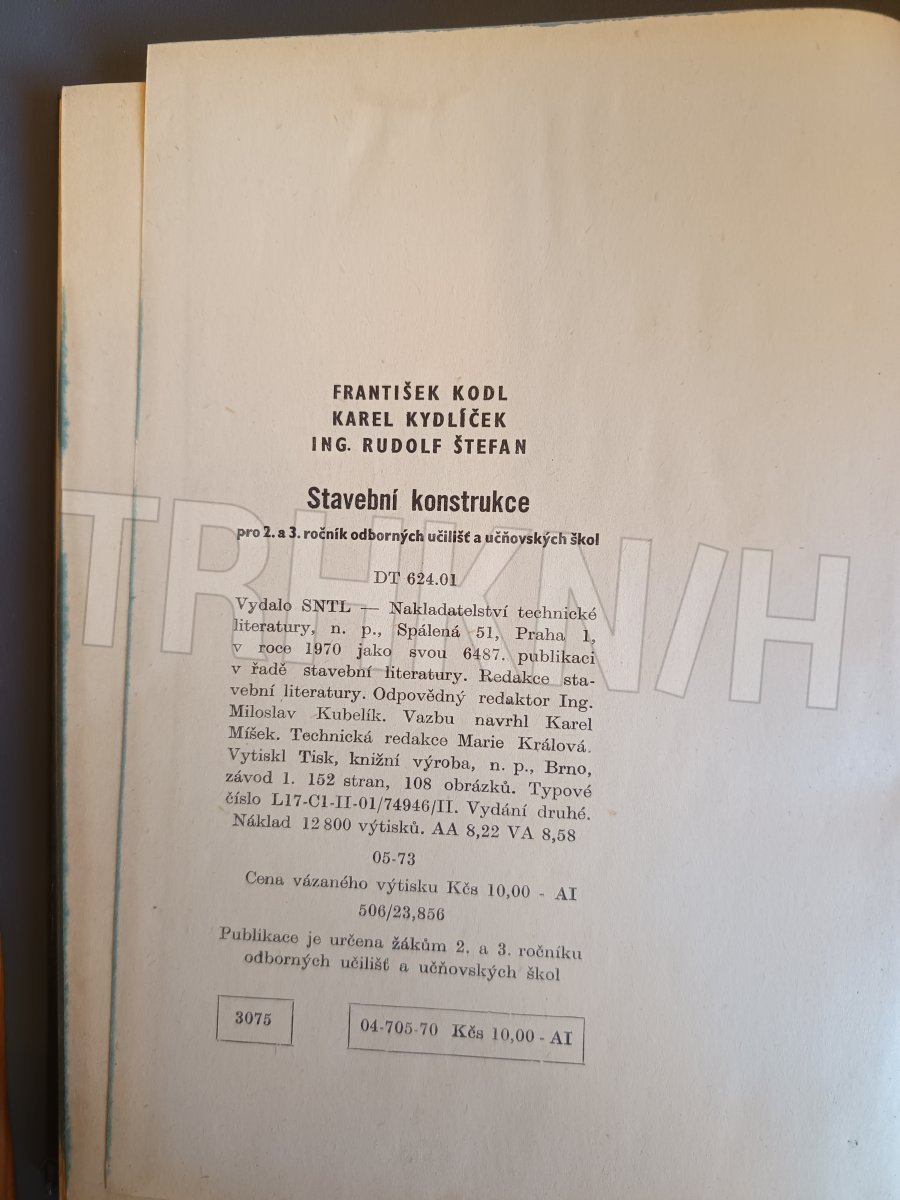 FRANTIŠEK KODL
KAREL KYDLÍČEK
ING. RUDOLF ŠTEFAN
Stavební konstrukce
pro 2. a 3. ročník odborných učilišť a učňovských škol
DT 624.01
Vydalo SNTL — Nakladatelství technické
literatury, n. p., Spálená 51, Praha 1,
v roce 1970 jako svou 6487. publikaci
v řadě stavební literatury. Redakce sta-
vební literatury. Odpovědný redaktor Ing.
Miloslav Kubelík. Vazbu navrhl Karel
Míšek. Technická redakce Marie Králová.
Vytiskl Tisk, knižní výroba, n. p., Brno,
závod 1. 152 stran, 108 obrázků. Typové
číslo L17-C1-II-01/74946/II. Vydání druhé.
Náklad 12 800 výtisků. AA 8,22 VA 8,58
05-73
Cena vázaného výtisku Kčs 10,00 - AI
506/23,856
Publikace je určena žákům 2. a 3. ročníku
odborných učilišť a učňovských škol
3075
04-705-70 Kčs 10,00 - AI
TRHKN/H